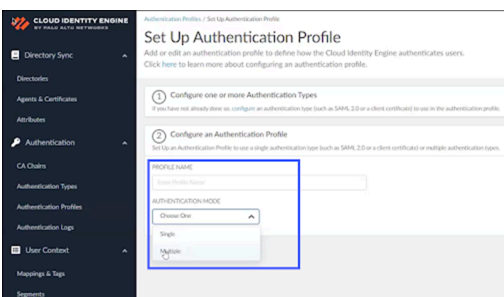 CLOUD IDENTITY ENGINE
BY PALO ALTO NETWORKS
Directory Sync
Directories
Agents & Certificates
Attributes
Authentication
CA Chains
Authentication Types
Authentication Profiles
Authentication Logs
User Context
Mappings & Tags
Segments
Authentication Profiles / Set Up Authentication Profile
Set Up Authentication Profile
Add or edit an authentication profile to define how the Cloud Identity Engine authenticates users.
Click here to learn more about configuring an authentication profile.
1 Configure one or more Authentication Types
If you have not already done so, configure an authentication type (such as SAML 2.0 or a client certificate) to use in the authentication profile.
2 Configure an Authentication Profile
Set Up an Authentication Profile to use a single authentication type (such as SAML 2.0 or a client certificate) or multiple authentication types.
PROFILE NAME
Enter Profile Name
AUTHENTICATION MODE
Choose One
Single
Multiple